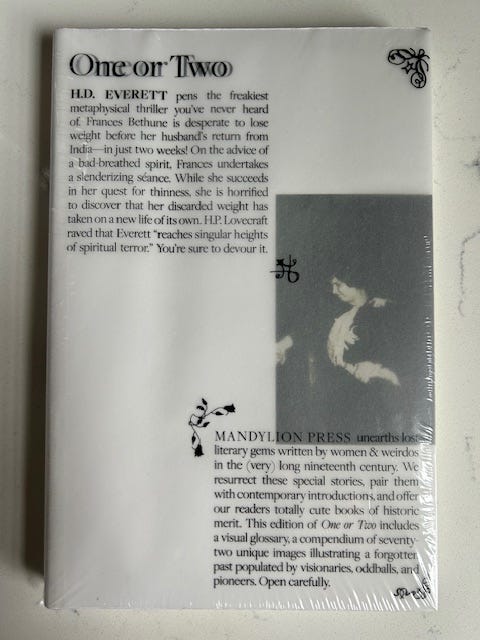 One or Two
H.D. EVERETT pens the freakiest
metaphysical thriller you've never heard
of. Frances Bethune is desperate to lose
weight before her husband's return from
India—in just two weeks! On the advice of
a bad-breathed spirit, Frances undertakes
a slenderizing séance. While she succeeds
in her quest for thinness, she is horrified
to discover that her discarded weight has
taken on a new life of its own. H.P. Lovecraft
raved that Everett "reaches singular heights
of spiritual terror." You're sure to devour it.
MANDYLION PRESS unearths lost
literary gems written by women & weirdos
in the (very) long nineteenth century. We
resurrect these special stories, pair them
with contemporary introductions, and offer
our readers totally cute books of historic
merit. This edition of One or Two includes
a visual glossary, a compendium of seventy-
two unique images illustrating a forgotten
past populated by visionaries, oddballs, and
pioneers. Open carefully.